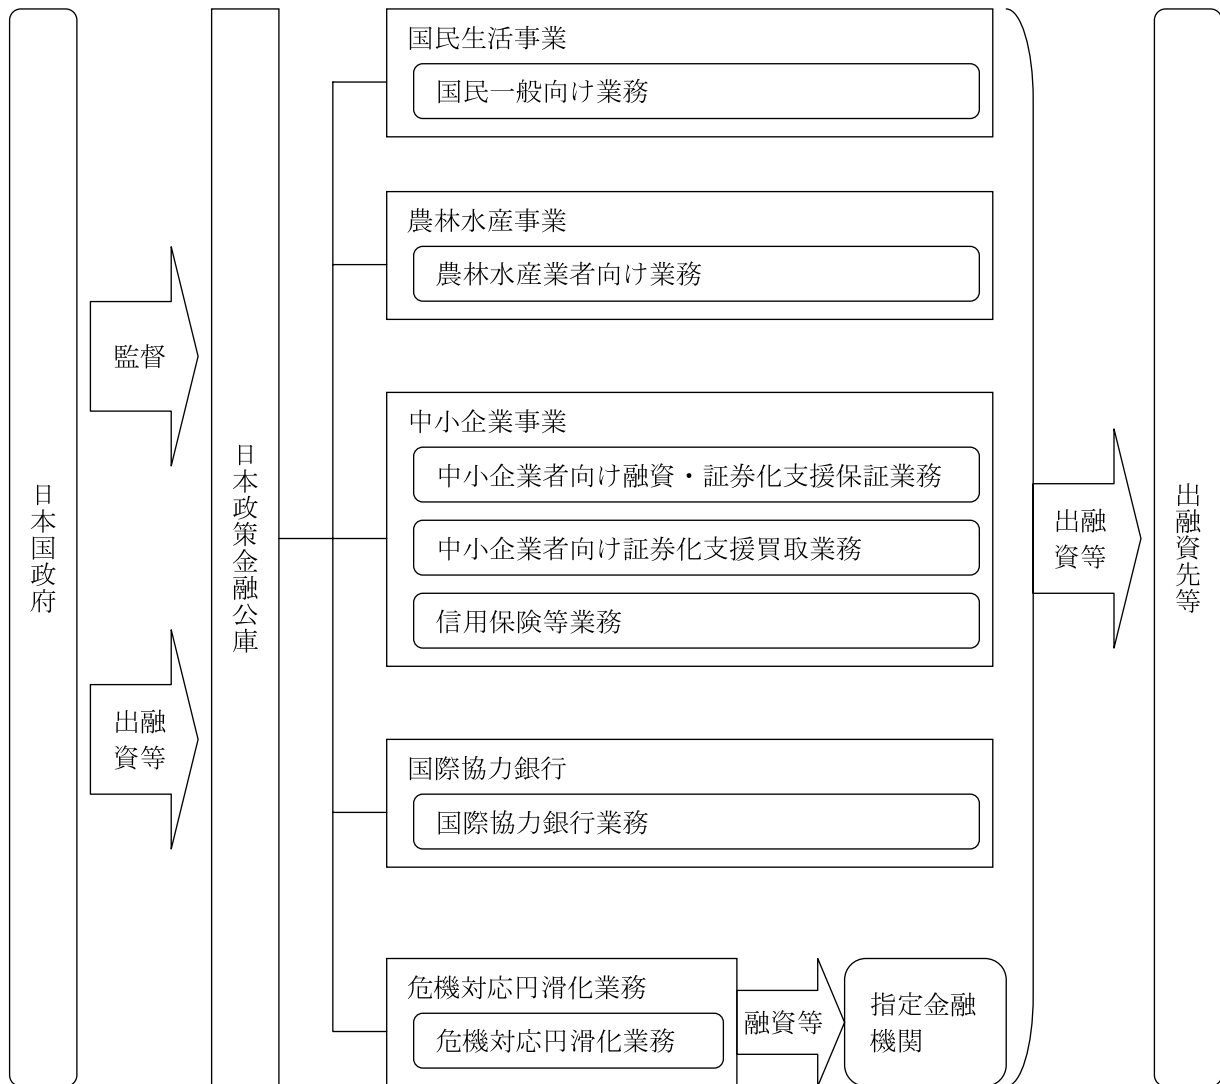 日本国政府
監督
出融
資等
日本政策金融公庫
国民生活事業
国民一般向け業務
農林水産事業
農林水産業者向け業務
中小企業事業
中小企業者向け融資・証券化支援保証業務
中小企業者向け証券化支援買取業務
信用保険等業務
国際協力銀行
国際協力銀行業務
危機対応円滑化業務
危機対応円滑化業務
融資等
指定金融
機関
出融
資等
出融資先等